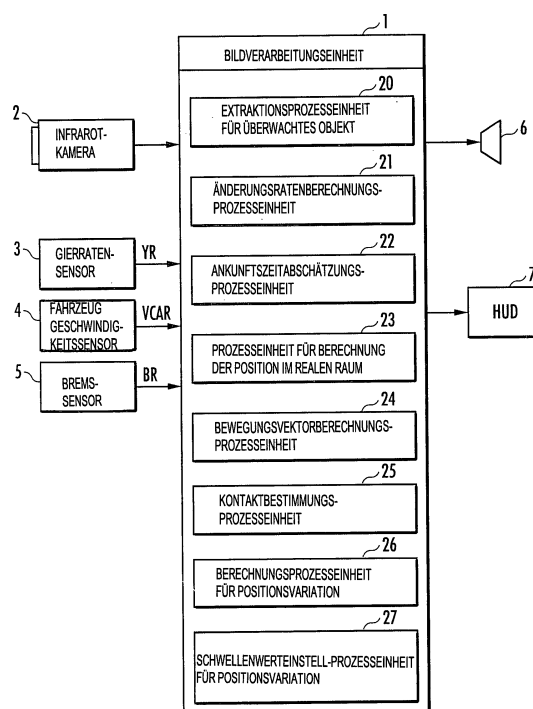 1
BILDVERARBEITUNGSEINHEIT
20
EXTRAKTIONSPROZESSEINHEIT
FÜR ÜBERWACHTES OBJEKT
2
INFRAROT-
KAMERA
6
21
ÄNDERUNGSRATENBERECHNUNGS-
PROZESSEINHEIT
3
GIERRATEN-
SENSOR
YR
22
ANKUNFTSZEITABSCHÄTZUNGS-
PROZESSEINHEIT
7
HUD
4
FAHRZEUG
GESCHWINDIG-
KEITSSENSOR
VCAR
23
PROZESSEINHEIT FÜR BERECHNUNG
DER POSITION IM REALEN RAUM
5
BREMS-
SENSOR
BR
24
BEWEGUNGSVEKTORBERECHNUNGS-
PROZESSEINHEIT
25
KONTAKTBESTIMMUNGS-
PROZESSEINHEIT
26
BERECHNUNGSPROZESSEINHEIT
FÜR POSITIONSVARIATION
27
SCHWELLENWERTEINSTELL-PROZESSEINHEIT
FÜR POSITIONSVARIATION